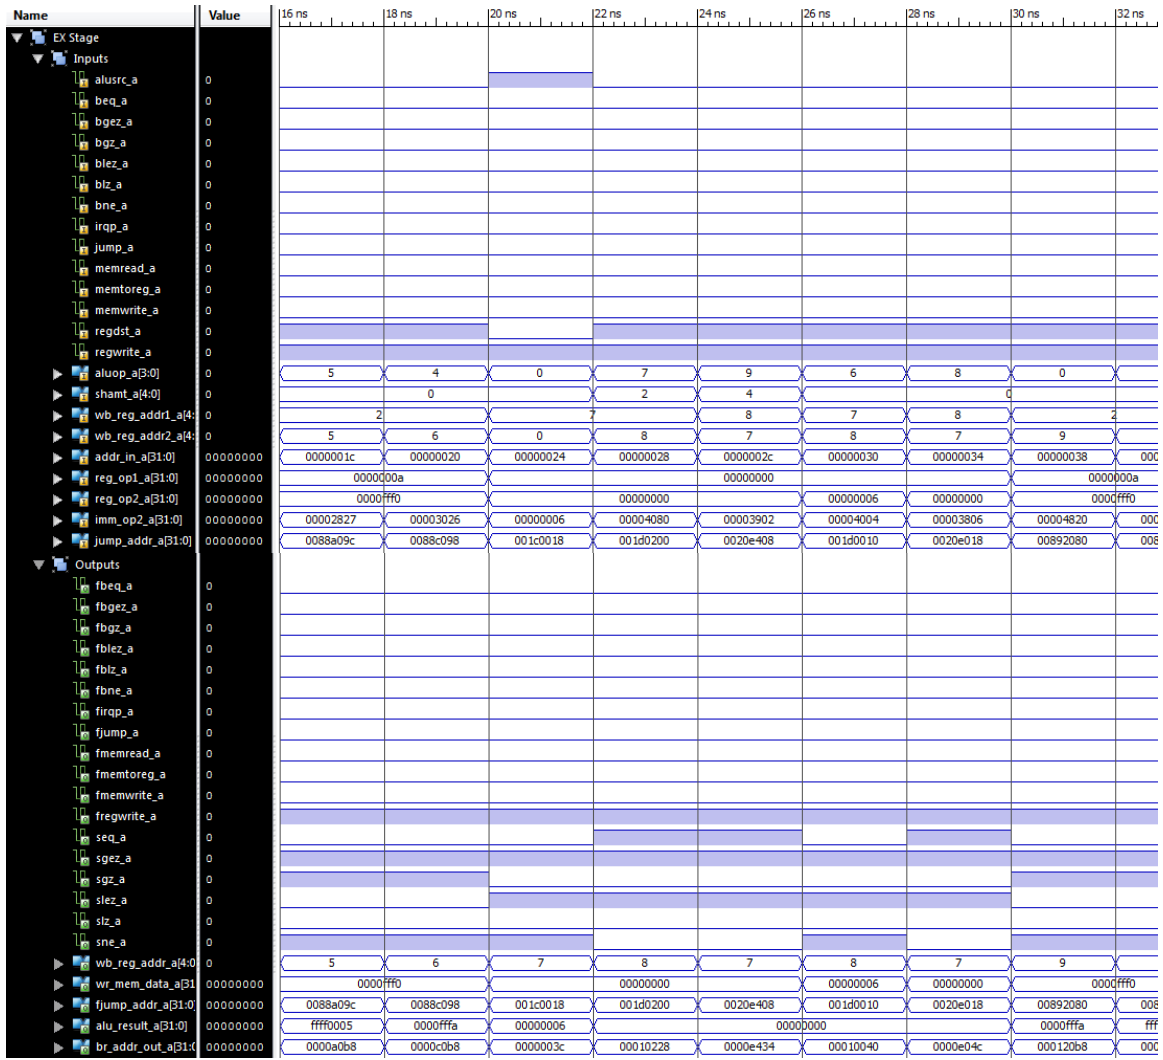 Name Value 16 ns 18 ns 20 ns 22 ns 24 ns 26 ns 28 ns 30 ns 32 ns
EX Stage
Inputs
alusrc_a 0
beq_a 0
bgez_a 0
bgz_a 0
blez_a 0
blz_a 0
bne_a 0
irqp_a 0
jump_a 0
memread_a 0
memtoreg_a 0
memwrite_a 0
regdst_a 0
regwrite_a 0
aluop_a[3:0] 0 5 4 0 7 9 6 8 0
shamt_a[4:0] 0 0 2 4 0
wb_reg_addr1_a[4: 0 2 7 8 7 8 2
wb_reg_addr2_a[4: 0 5 6 0 8 7 8 7 9
addr_in_a[31:0] 00000000 0000001c 00000020 00000024 00000028 0000002c 00000030 00000034 00000038 000
reg_op1_a[31:0] 00000000 0000000a 00000000 0000000a
reg_op2_a[31:0] 00000000 0000fff0 00000000 00000006 00000000 0000fff0
imm_op2_a[31:0] 00000000 00002827 00003026 00000006 00004080 00003902 00004004 00003806 00004820 000
jump_addr_a[31:0] 00000000 0088a09c 0088c098 001c0018 001d0200 0020e408 001d0010 0020e018 00892080 008
Outputs
fbeq_a 0
fbgez_a 0
fbgz_a 0
fblez_a 0
fblz_a 0
fbne_a 0
firqp_a 0
fjump_a 0
fmemread_a 0
fmemtoreg_a 0
fmemwrite_a 0
fregwrite_a 0
seq_a 0
sgez_a 0
sgz_a 0
slez_a 0
slz_a 0
sne_a 0
wb_reg_addr_a[4:0 0 5 6 7 8 7 8 7 9
wr_mem_data_a[31 00000000 0000fff0 00000000 00000006 00000000 0000fff0
fjump_addr_a[31:0] 00000000 0088a09c 0088c098 001c0018 001d0200 0020e408 001d0010 0020e018 00892080 008
alu_result_a[31:0] 00000000 ffff0005 0000fffa 00000006 00000000 0000fffa fff
br_addr_out_a[31:0 00000000 0000a0b8 0000c0b8 0000003c 00010228 0000e434 00010040 0000e04c 000120b8 000